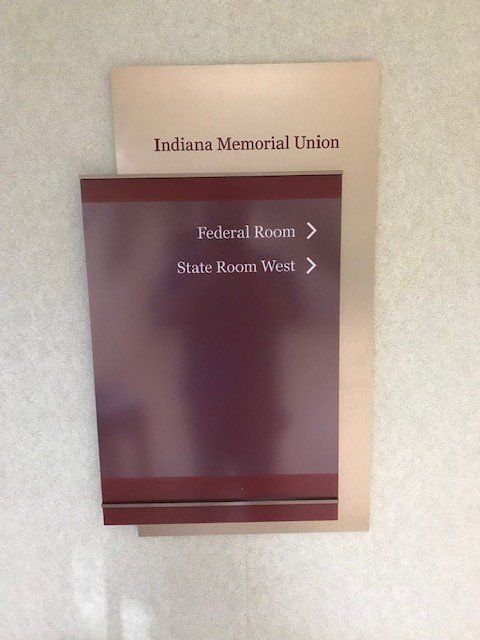 Indiana Memorial Union
Federal Room >
State Room West >